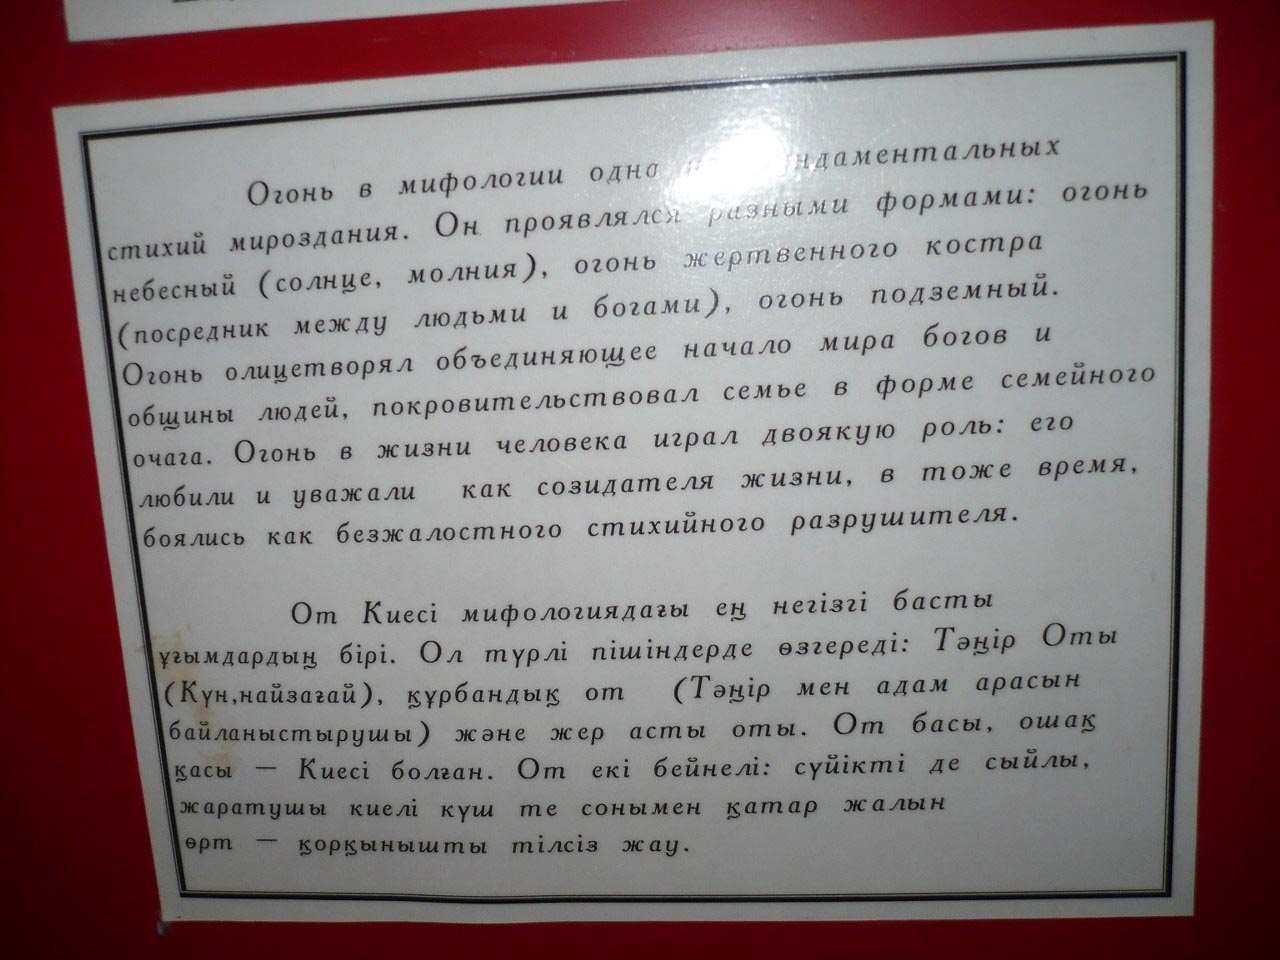 Огонь в мифологии одна ндаментальных
стихий мироздания. Он проявлялся разными формами: огонь
небесный (солнце, молния), огонь жертвенного костра
(посредник между людьми и богами), огонь подземный.
Огонь олицетворял объединяющее начало мира богов и
общины людей, покровительствовал семье в форме семейного
очага. Огонь в жизни человека играл двоякую роль: его
любили и уважали как созидателя жизни, в тоже время,
боялись как безжалостного стихийного разрушителя.
От Киесі мифологиядағы ең негізгі басты
ұғымдардың бірі. Ол түрлі пішіндерде өзгереді: Тәңір Оты
(Күн,найзағай), құрбандық от (Тәңір мен адам арасын
байланыстырушы) және жер асты оты. От басы, ошақ
қасы — Киесі болған. От екі бейнелі: сүйікті де сыйлы,
жаратушы киелі күш те сонымен қатар жалын
өрт — қорқынышты тілсіз жау.